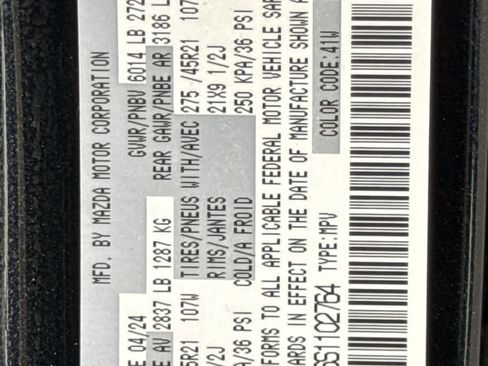 MFD. BY MAZDA MOTOR CORPORATION
04/24 GVWR/PNBV 6014 LB 272
AV 2837 LB 1287 KG REAR GAWR/PNBE AR 3186 L
5R21 107W TIRES/PNEUS WITH/AVEC 275 /45R21 107
/2J RIMS/JANTES 21X9 1/2J
A/36 PSI COLD/A FROID 250 KPA/36 PSI
FORMS TO ALL APPLICABLE FEDERAL MOTOR VEHICLE SAF
ARDS IN EFFECT ON THE DATE OF MANUFACTURE SHOWN A
6S1102764 TYPE:MPV COLOR CODE:41W